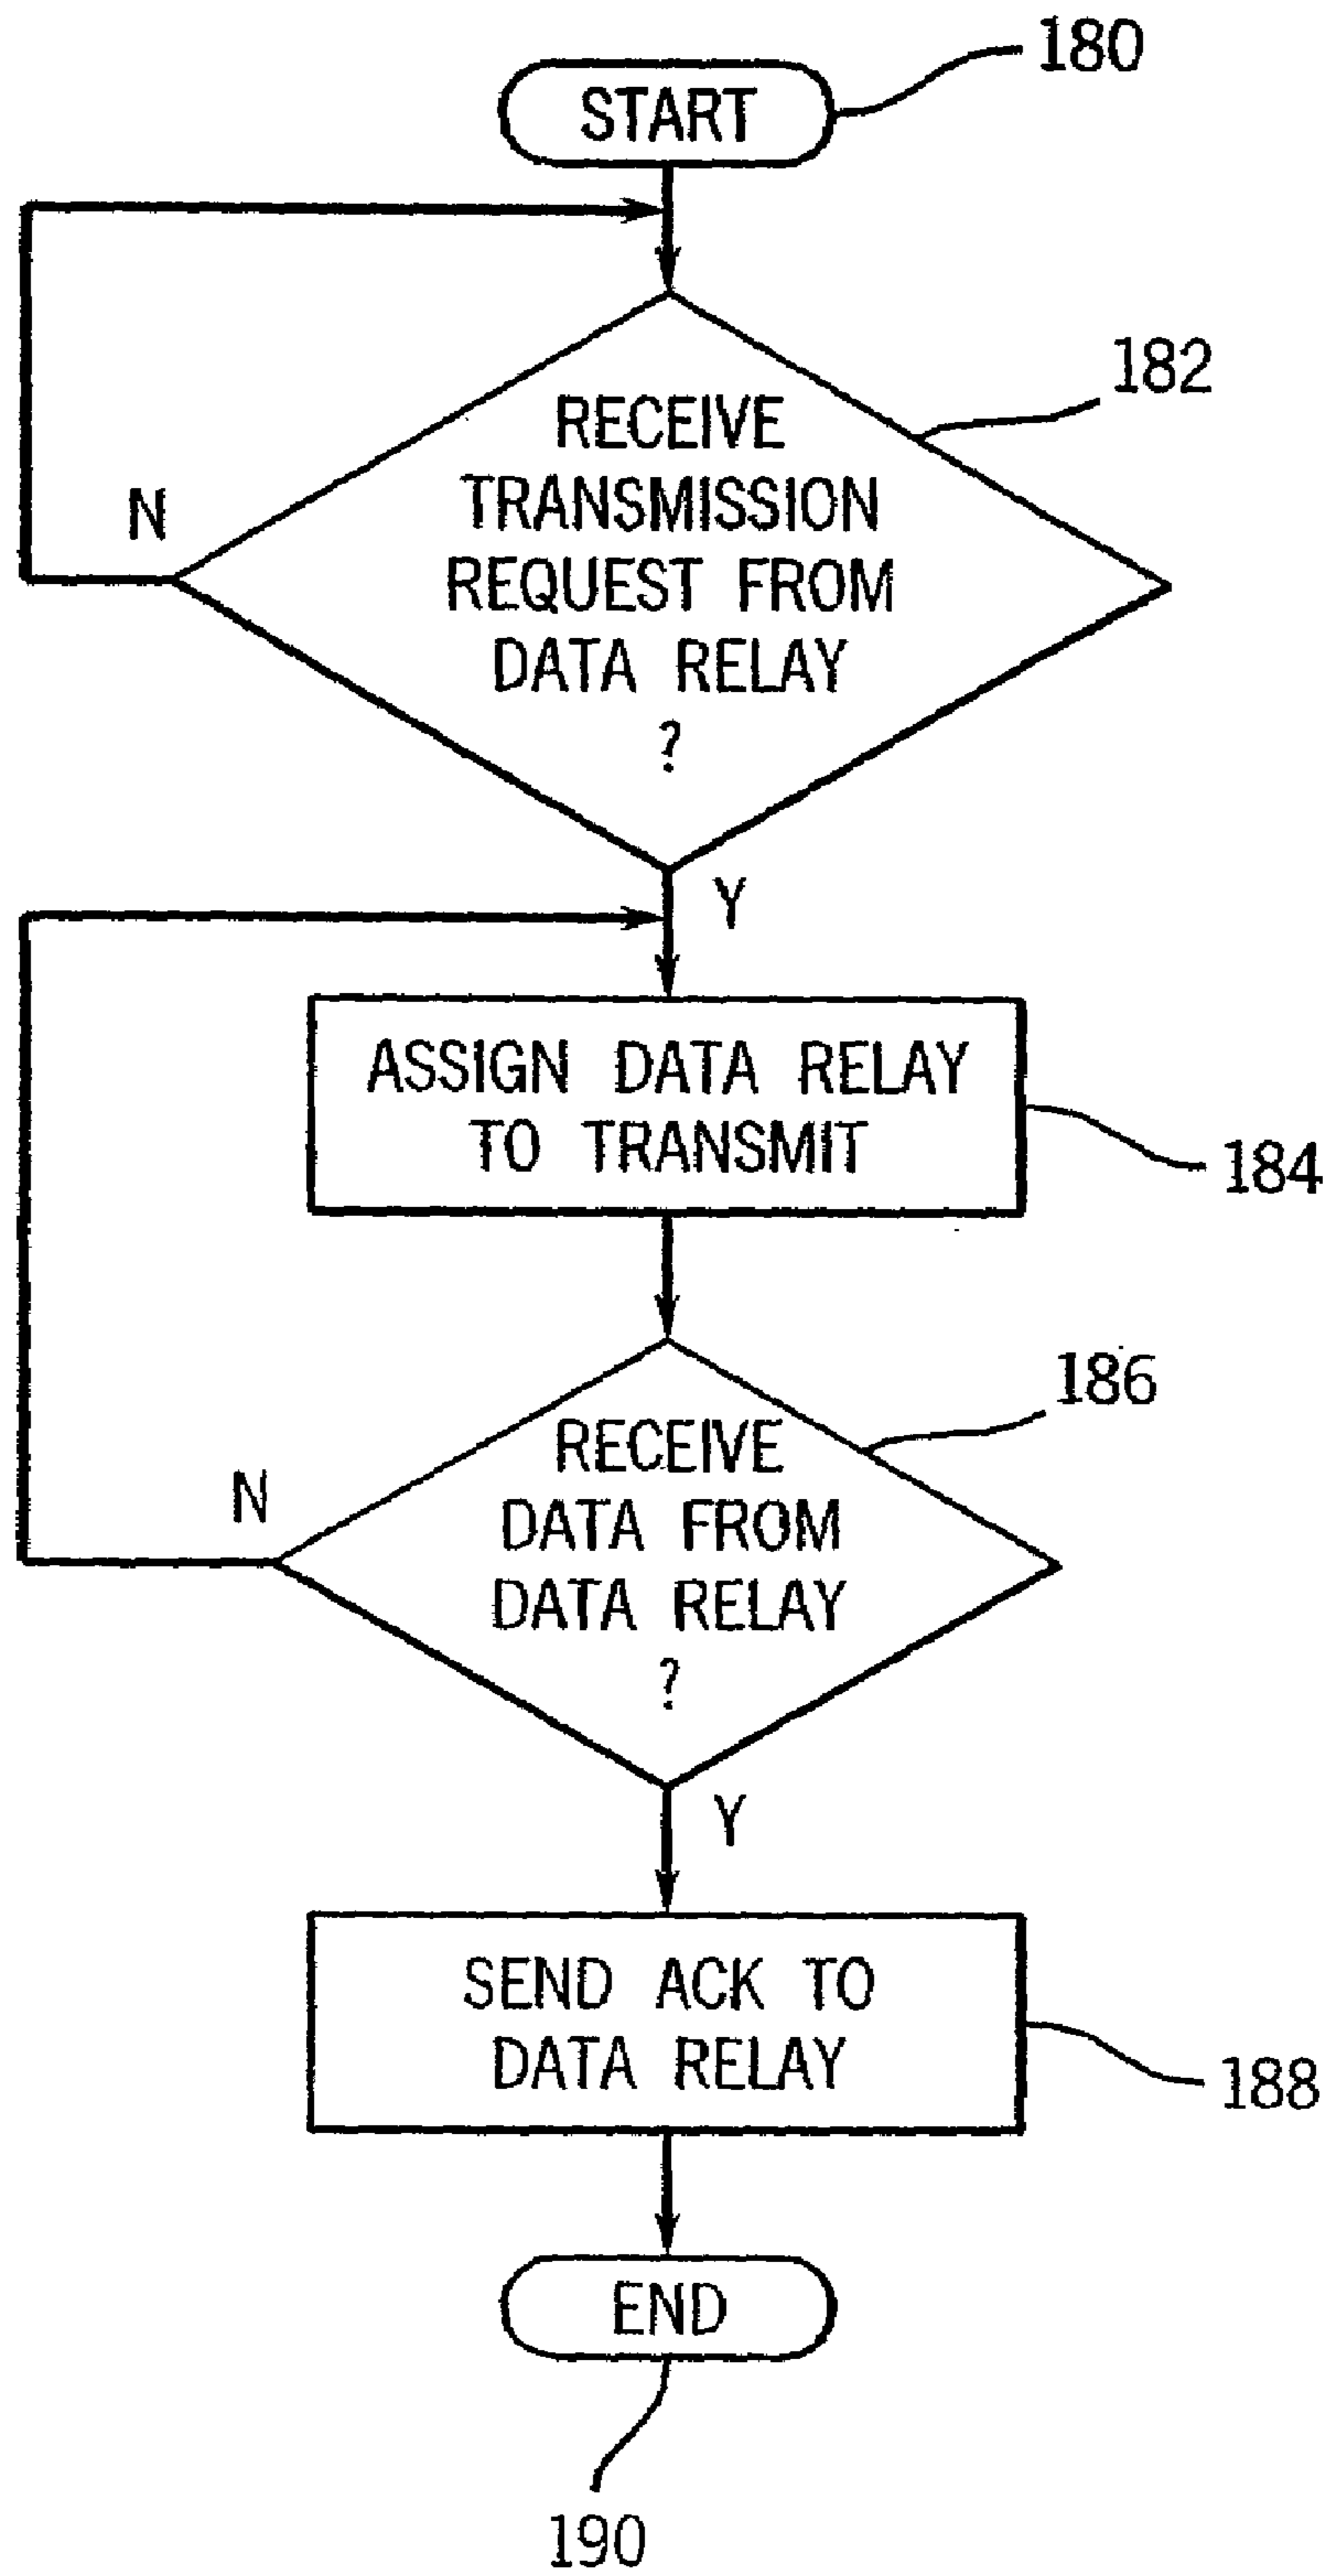 180
START
182
RECEIVE
TRANSMISSION
REQUEST FROM
DATA RELAY
?
N
Y
ASSIGN DATA RELAY
TO TRANSMIT
184
186
RECEIVE
DATA FROM
DATA RELAY
?
N
Y
SEND ACK TO
DATA RELAY
188
END
190